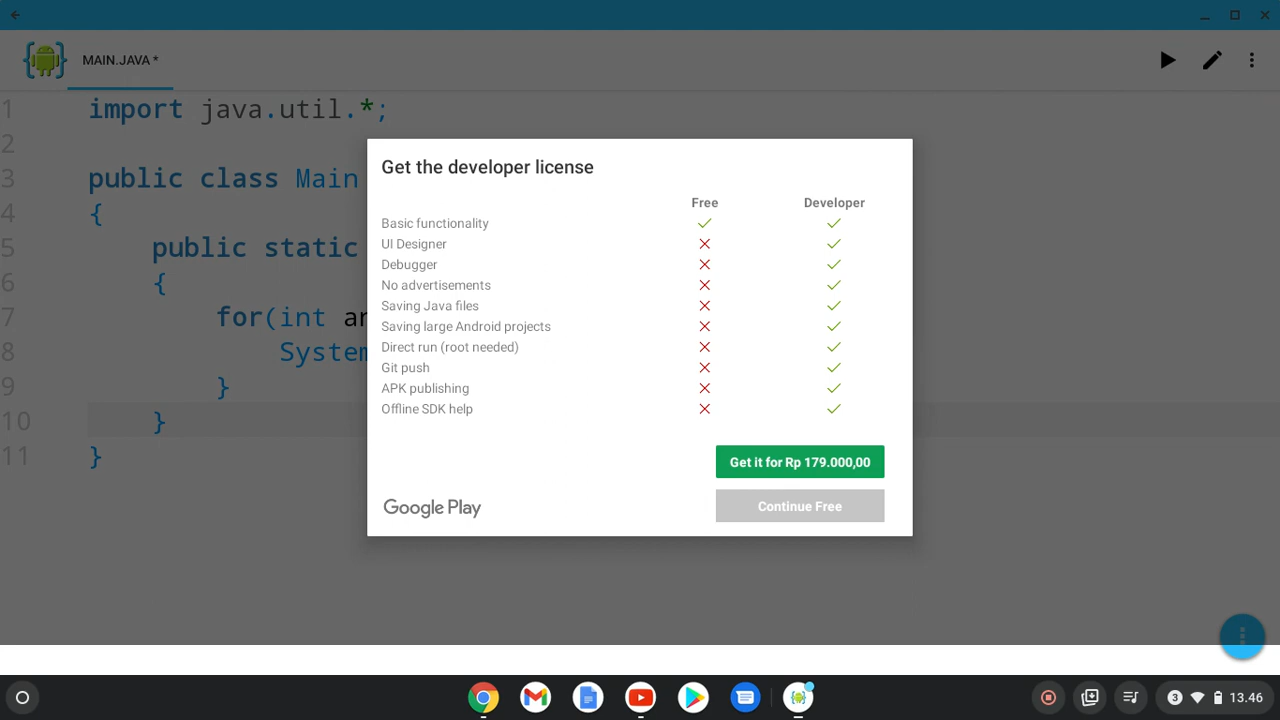 MAIN.JAVA *
1 import java.util.*;
2
3 public class Main
4 {
5 public static
6 {
7 for(int ar
8 System
9 }
10 }
11 }
Get the developer license
Free Developer
Basic functionality
UI Designer
Debugger
No advertisements
Saving Java files
Saving large Android projects
Direct run (root needed)
Git push
APK publishing
Offline SDK help
Get it for Rp 179.000,00
Google Play
Continue Free
3 13.46